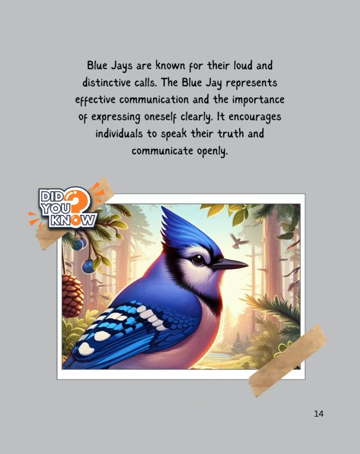 Blue Jays are known for their loud and
distinctive calls. The Blue Jay represents
effective communication and the importance
of expressing oneself clearly. It encourages
individuals to speak their truth and
communicate openly.
DID
YOU
KNOW
14